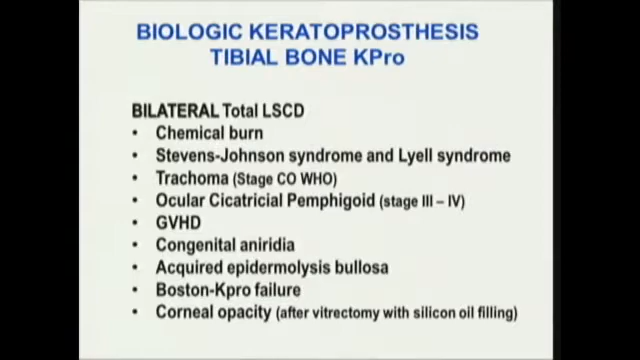 BIOLOGIC KERATOPROSTHESIS
TIBIAL BONE KPro
BILATERAL Total LSCD
• Chemical burn
• Stevens-Johnson syndrome and Lyell syndrome
• Trachoma (Stage CO WHO)
• Ocular Cicatricial Pemphigoid (stage III – IV)
• GVHD
• Congenital aniridia
• Acquired epidermolysis bullosa
• Boston-Kpro failure
• Corneal opacity (after vitrectomy with silicon oil filling)